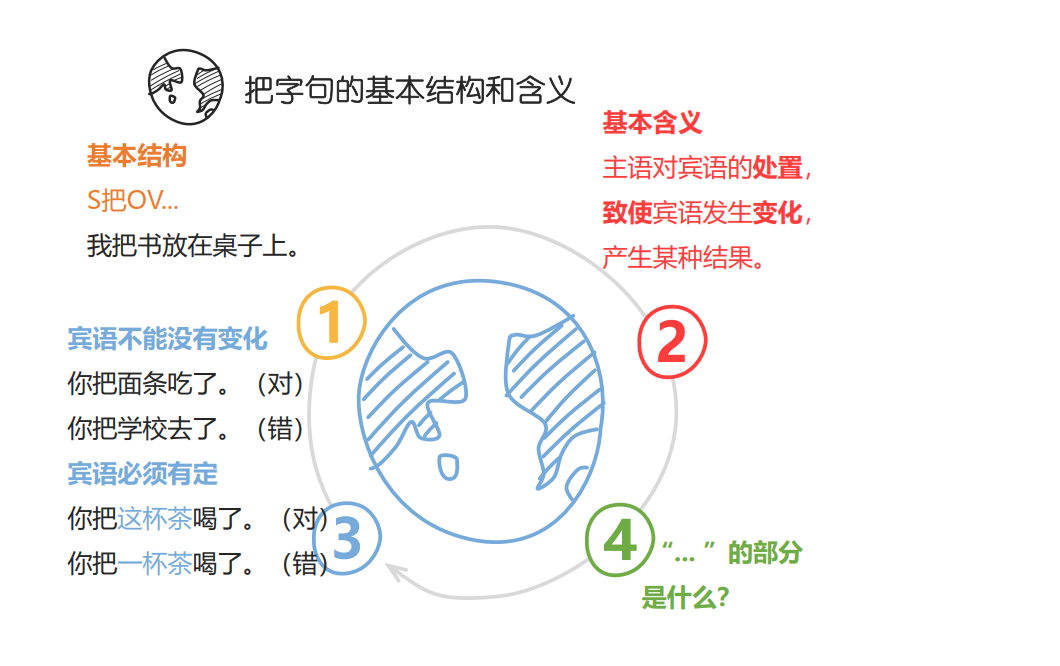 把字句的基本结构和含义
基本结构
S把OV...
我把书放在桌子上。
1
基本含义
主语对宾语的处置，
致使宾语发生变化，
产生某种结果。
2
宾语不能没有变化
你把面条吃了。（对）
你把学校去了。（错）
宾语必须有定
你把这杯茶喝了。（对）
你把一杯茶喝了。（错）
3
4
“... ”的部分
是什么？